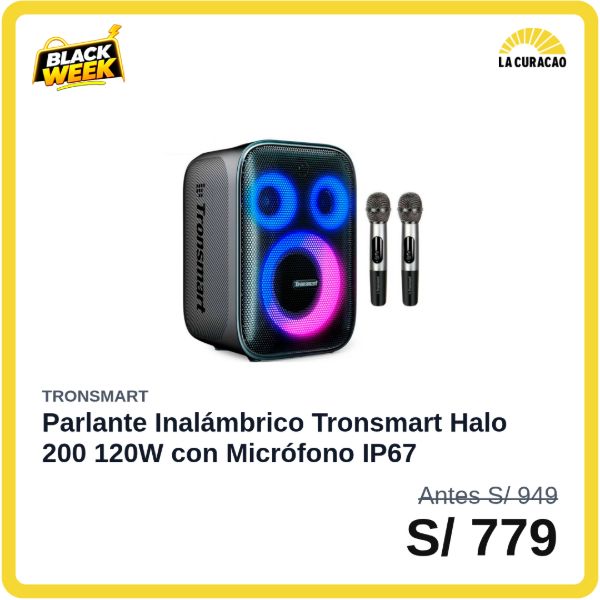 BLACK
WEEK
LA CURACAO
Tronsmart
Tronsmart
TRONSMART
Parlante Inalámbrico Tronsmart Halo
200 120W con Micrófono IP67
Antes S/ 949
S/ 779